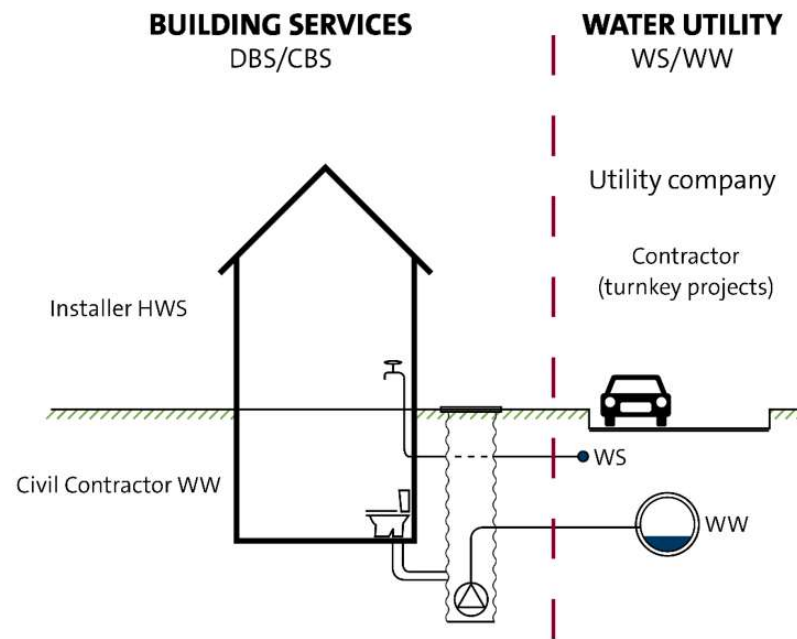 BUILDING SERVICES
DBS/CBS
WATER UTILITY
WS/WW
Utility company
Contractor
(turnkey projects)
Installer HWS
WS
Civil Contractor WW
WW